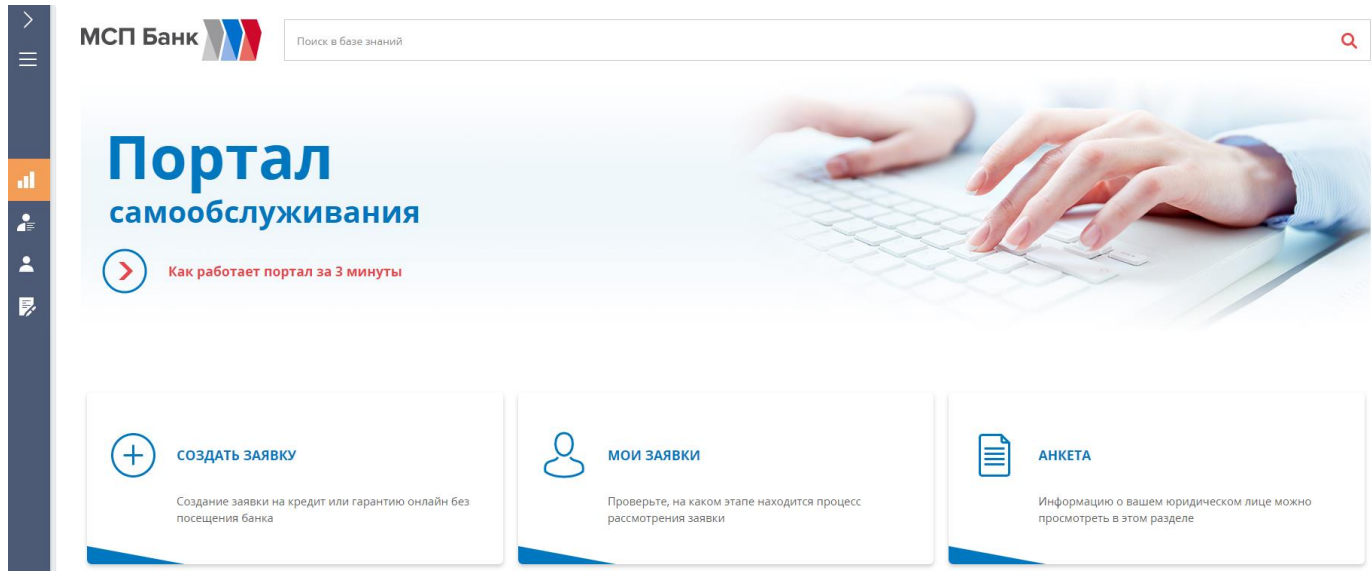 МСП Банк
Поиск в базе знаний
Портал
самообслуживания
Как работает портал за 3 минуты
СОЗДАТЬ ЗАЯВКУ
Создание заявки на кредит или гарантию онлайн без
посещения банка
МОИ ЗАЯВКИ
Проверьте, на каком этапе находится процесс
рассмотрения заявки
АНКЕТА
Информацию о вашем юридическом лице можно
просмотреть в этом разделе